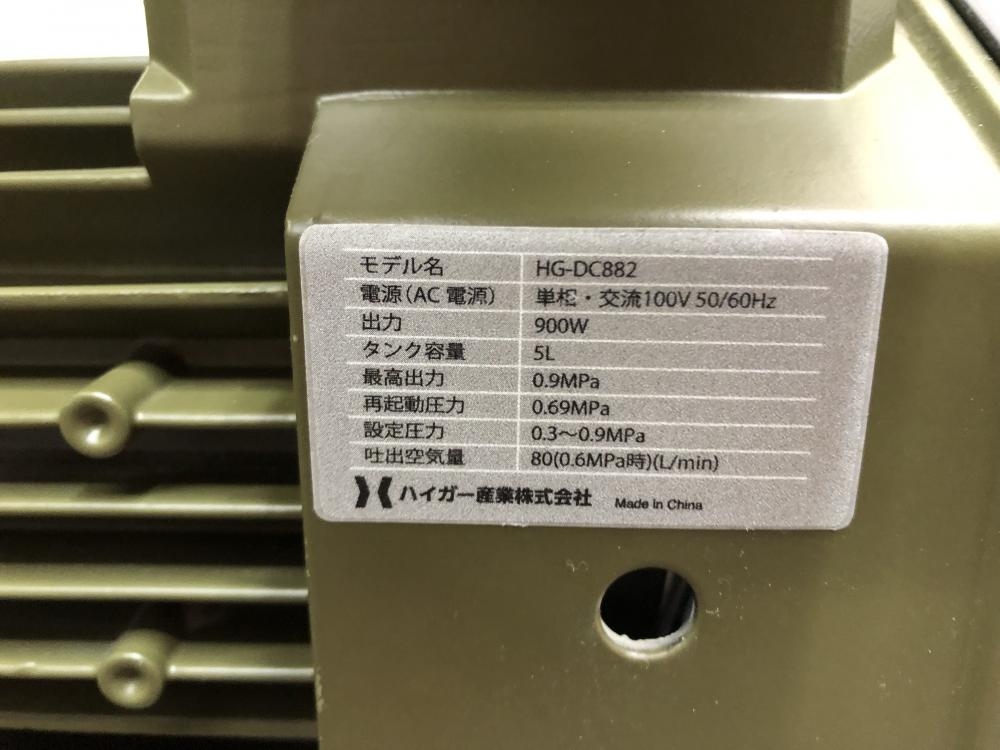 モデル名 HG-DC882
電源(AC 電源) 単相・交流100V 50/60Hz
出力 900W
タンク容量 5L
最高出力 0.9MPa
再起動圧力 0.69MPa
設定圧力 0.3〜0.9MPa
吐出空気量 80(0.6MPa時)(L/min)
ハイガー産業株式会社 Made in China